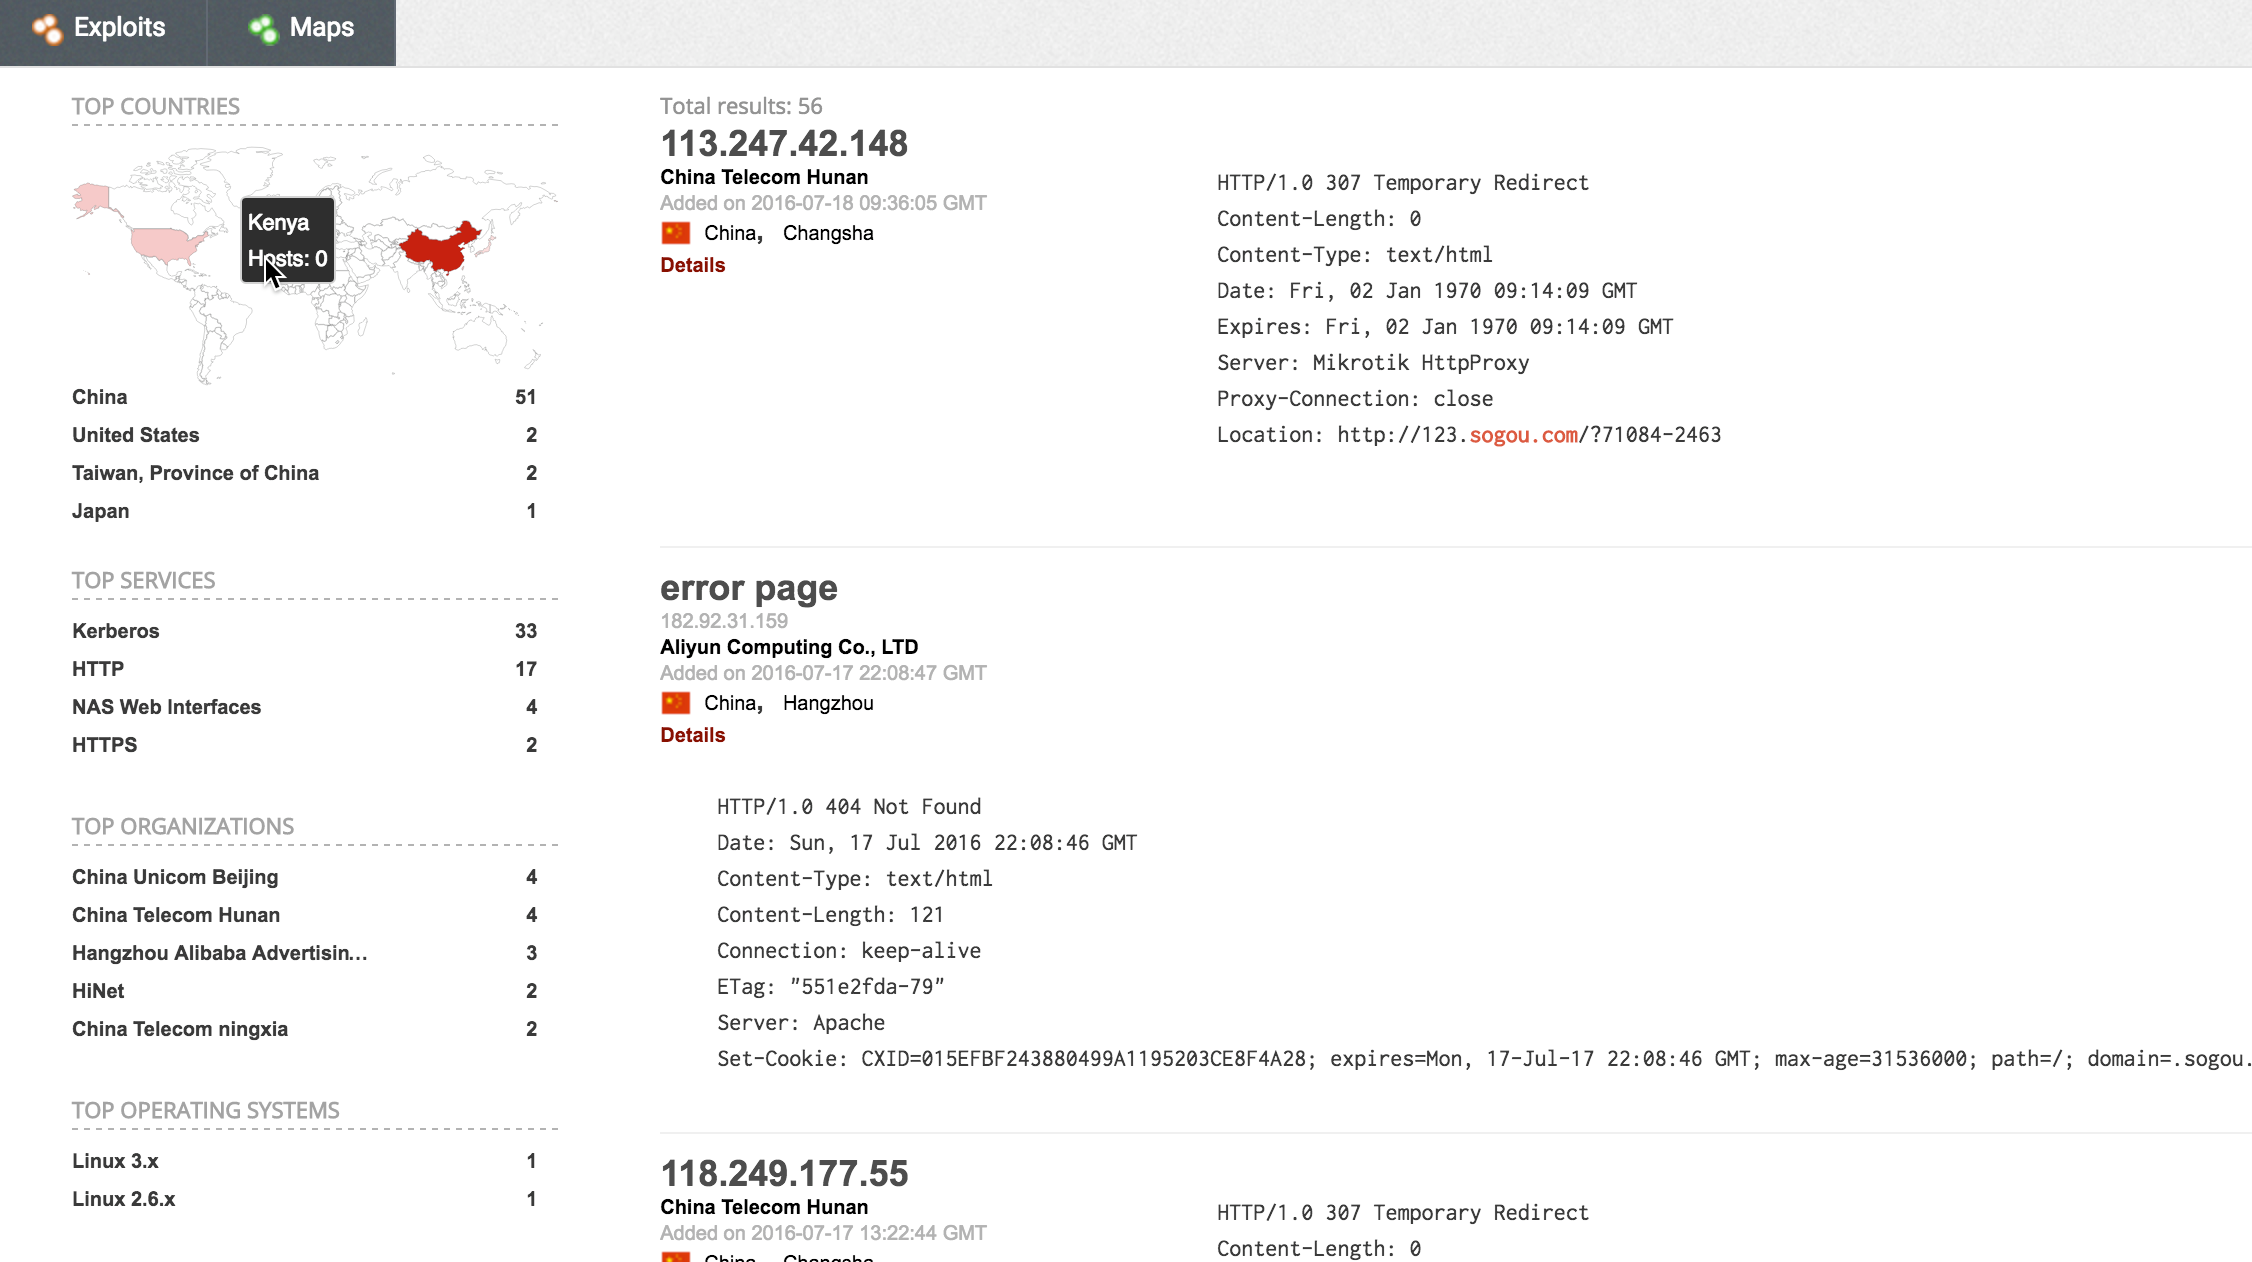 Exploits
Maps
TOP COUNTRIES
Kenya
Hosts: 0
China 51
United States 2
Taiwan, Province of China 2
Japan 1
TOP SERVICES
Kerberos 33
HTTP 17
NAS Web Interfaces 4
HTTPS 2
TOP ORGANIZATIONS
China Unicom Beijing 4
China Telecom Hunan 4
Hangzhou Alibaba Advertisin... 3
HiNet 2
China Telecom ningxia 2
TOP OPERATING SYSTEMS
Linux 3.x 1
Linux 2.6.x 1
Total results: 56
113.247.42.148
China Telecom Hunan
Added on 2016-07-18 09:36:05 GMT
China, Changsha
Details
HTTP/1.0 307 Temporary Redirect
Content-Length: 0
Content-Type: text/html
Date: Fri, 02 Jan 1970 09:14:09 GMT
Expires: Fri, 02 Jan 1970 09:14:09 GMT
Server: Mikrotik HttpProxy
Proxy-Connection: close
Location: http://123.sogou.com/?71084-2463
error page
182.92.31.159
Aliyun Computing Co., LTD
Added on 2016-07-17 22:08:47 GMT
China, Hangzhou
Details
HTTP/1.0 404 Not Found
Date: Sun, 17 Jul 2016 22:08:46 GMT
Content-Type: text/html
Content-Length: 121
Connection: keep-alive
ETag: "551e2fda-79"
Server: Apache
Set-Cookie: CXID=015EFBF243880499A1195203CE8F4A28; expires=Mon, 17-Jul-17 22:08:46 GMT; max-age=31536000; path=/; domain=.sogou.
118.249.177.55
China Telecom Hunan
Added on 2016-07-17 13:22:44 GMT
China, Changsha
HTTP/1.0 307 Temporary Redirect
Content-Length: 0